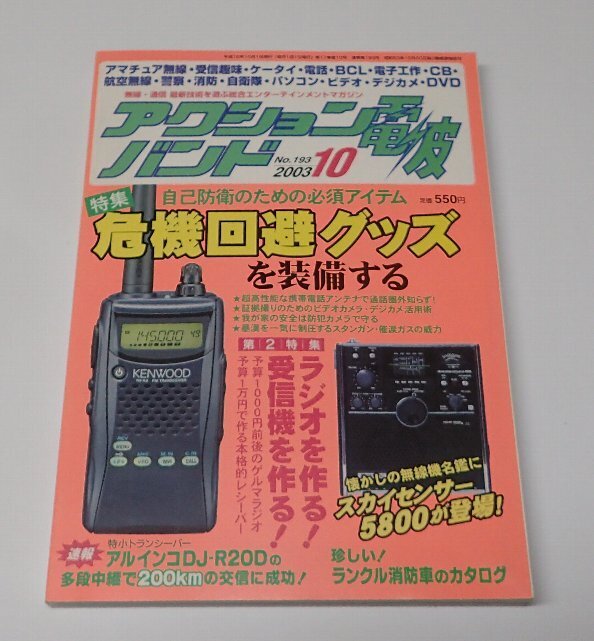 アマチュア無線・受信趣味・ケータイ・電話・BCL・電子工作・CB・
航空無線・警察・消防・自衛隊・パソコン・ビデオ・デジカメ・DVD
無線・通信 最新技術を遊ぶ総合エンターテインメントマガジン
アクション
バンド
電波
No.193
2003 10
定価 550円
特集
自己防衛のための必須アイテム
危機回避グッズ
を装備する
★超高性能な携帯電話アンテナで通話圏外知らず!
★証拠撮りのためのビデオカメラ・デジカメ活用術
★我が家の安全は防犯カメラで守る
★暴漢を一気に制圧するスタンガン・催涙ガスの威力
第2特集
ラジオを作る!
受信機を作る!
予算1000円前後のゲルマラジオ
予算1万円で作る本格的レシーバー
145.000
KENWOOD
FM TRANSCEIVER
MENU
VFO
MR
CALL
懐かしの無線機名鑑に
スカイセンサー
5800が登場!
速報
特小トランシーバー
アルインコDJ-R20Dの
多段中継で200kmの交信に成功!
珍しい!
ランクル消防車のカタログ